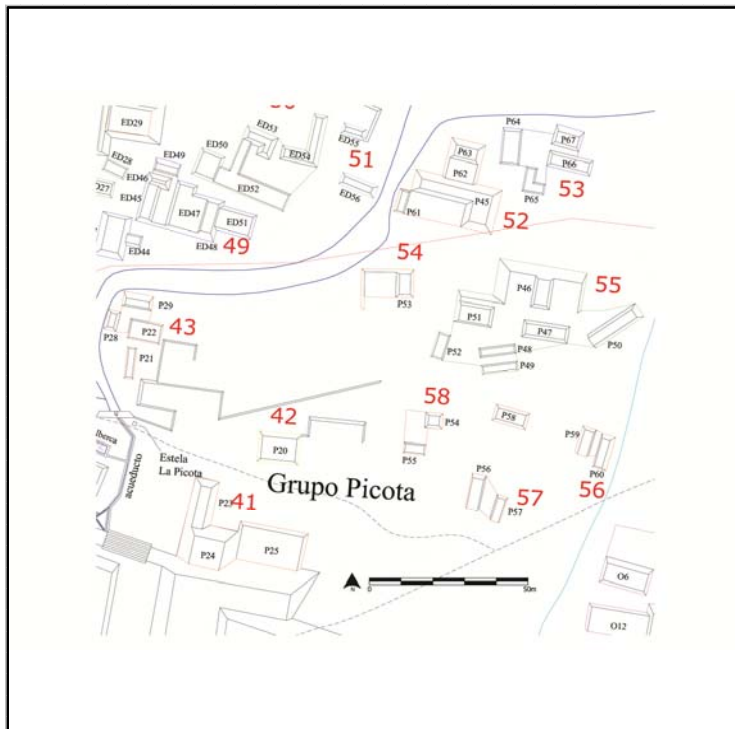 ED29
ED53
ED55
ED50
ED54
51
ED49
ED28
ED46
ED52
ED56
ED45
ED47
ED51
ED48
49
ED44
P64
P67
P63
P66
P62
53
P65
P45
P61
52
54
P53
55
P46
P51
P47
P50
P52
P48
P49
P29
P28
P22
43
P21
58
P54
P58
P55
42
P20
P59
P60
56
acueducto
Estela
La Picota
Grupo Picota
P56
57
P57
41
P23
P24
P25
N
0
50m
O6
O12